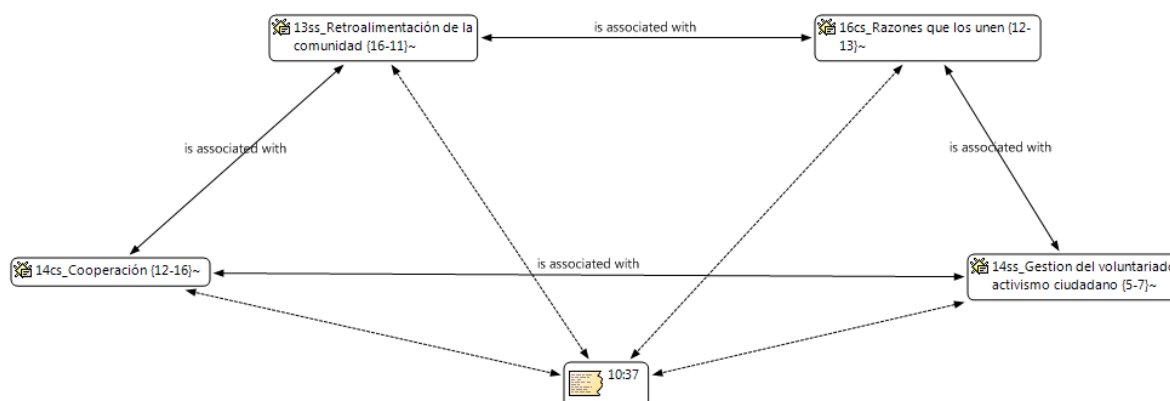 13ss_Retroalimentación de la
comunidad {16-11}~
is associated with
16cs_Razones que los unen {12-
13}~
is associated with
is associated with
14cs_Cooperación {12-16}~
is associated with
14ss_Gestion del voluntariado
activismo ciudadano {5-7}~
10:37